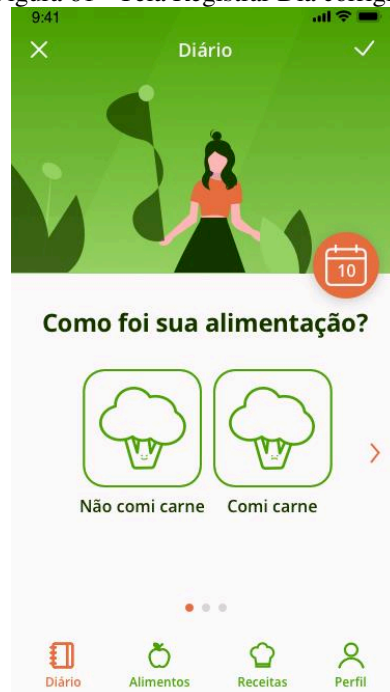 9:41
Diário
10
Como foi sua alimentação?
Não comi carne Comi carne
Diário Alimentos Receitas Perfil